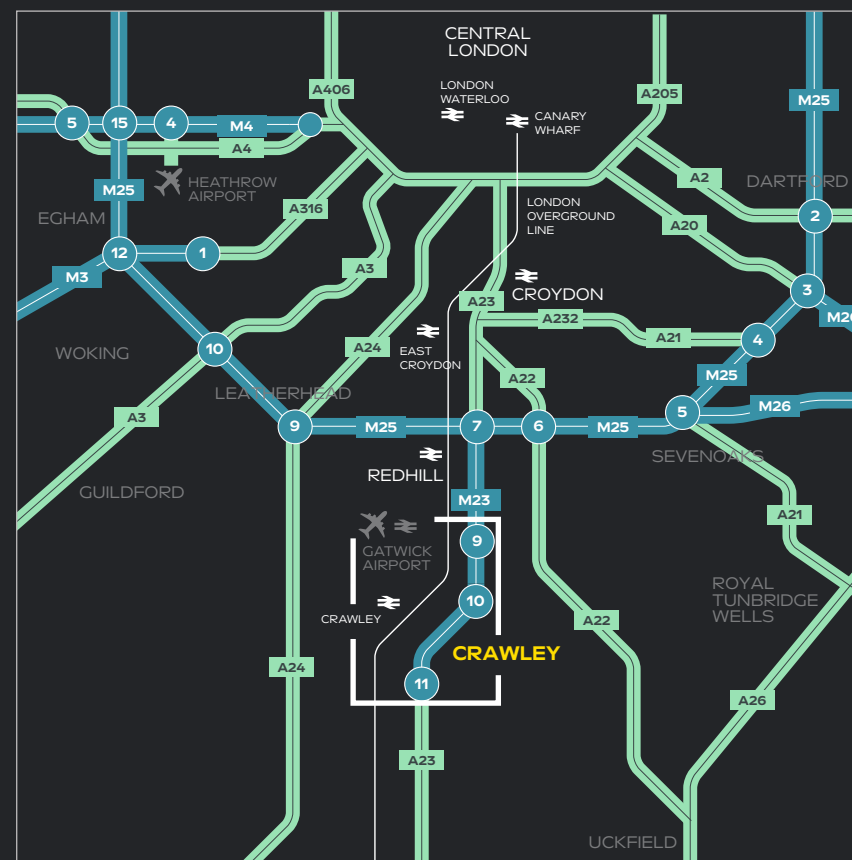 CENTRAL
LONDON
A406
LONDON
WATERLOO
A205
M25
CANARY
WHARF
5
15
4
M4
A4
M25
HEATHROW
AIRPORT
A2
DARTFORD
EGHAM
A316
LONDON
OVERGROUND
LINE
2
A20
12
1
M3
A3
CROYDON
3
A23
A232
M26
10
WOKING
A24
EAST
CROYDON
A21
4
A22
M25
LEATHERHEAD
A3
9
M25
7
6
M25
5
M26
SEVENOAKS
REDHILL
GUILDFORD
M23
A21
GATWICK
AIRPORT
9
ROYAL
TUNBRIDGE
WELLS
10
CRAWLEY
A22
CRAWLEY
A24
11
A26
A23
UCKFIELD